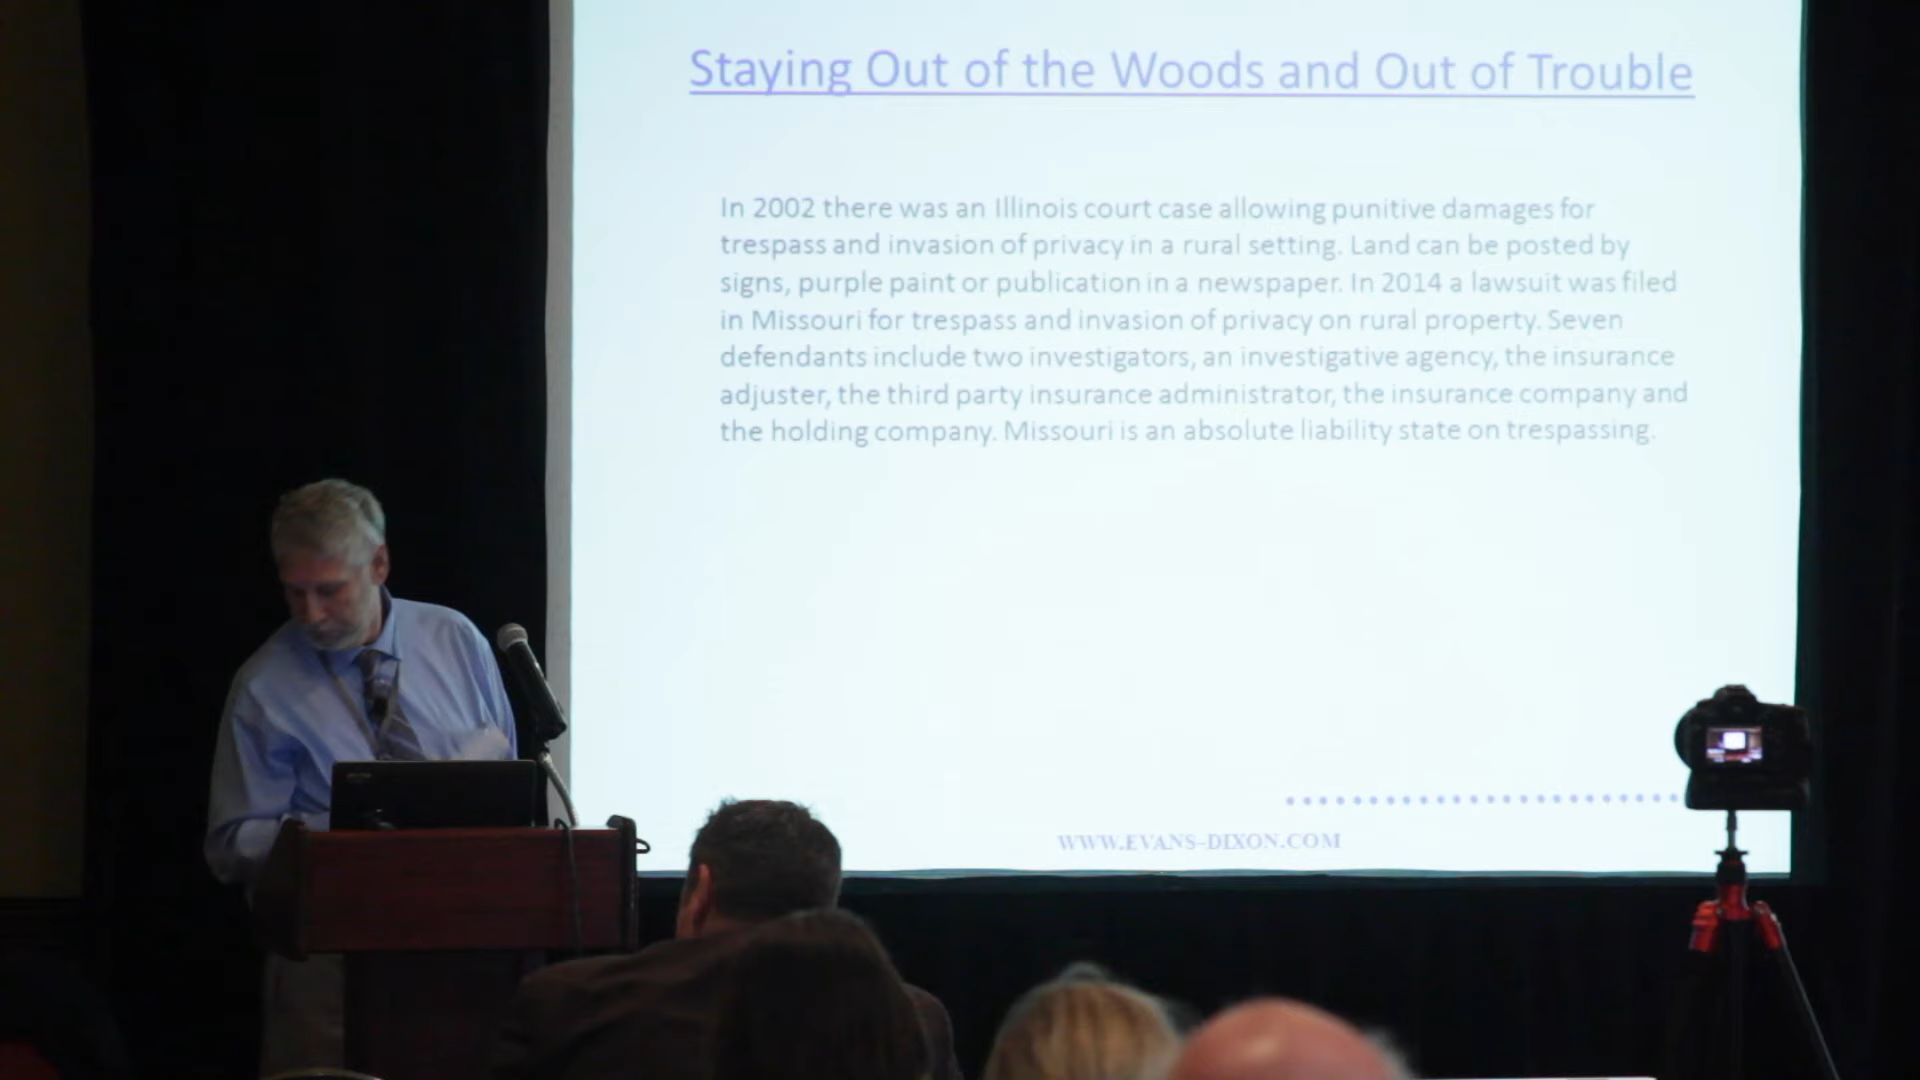 Staying Out of the Woods and Out of Trouble
In 2002 there was an Illinois court case allowing punitive damages for
trespass and invasion of privacy in a rural setting. Land can be posted by
signs, purple paint or publication in a newspaper. In 2014 a lawsuit was filed
in Missouri for trespass and invasion of privacy on rural property. Seven
defendants include two investigators, an investigative agency, the insurance
adjuster, the third party insurance administrator, the insurance company and
the holding company. Missouri is an absolute liability state on trespassing.
WWW.EVANS-DIXON.COM